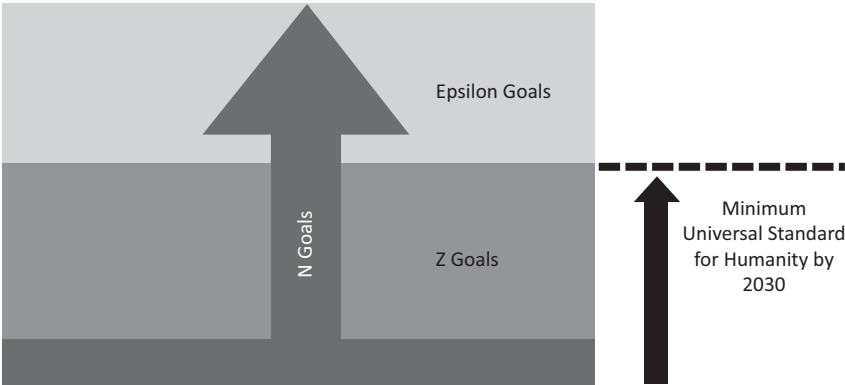 Epsilon Goals
N Goals
Z Goals
Minimum
Universal Standard
for Humanity by
2030